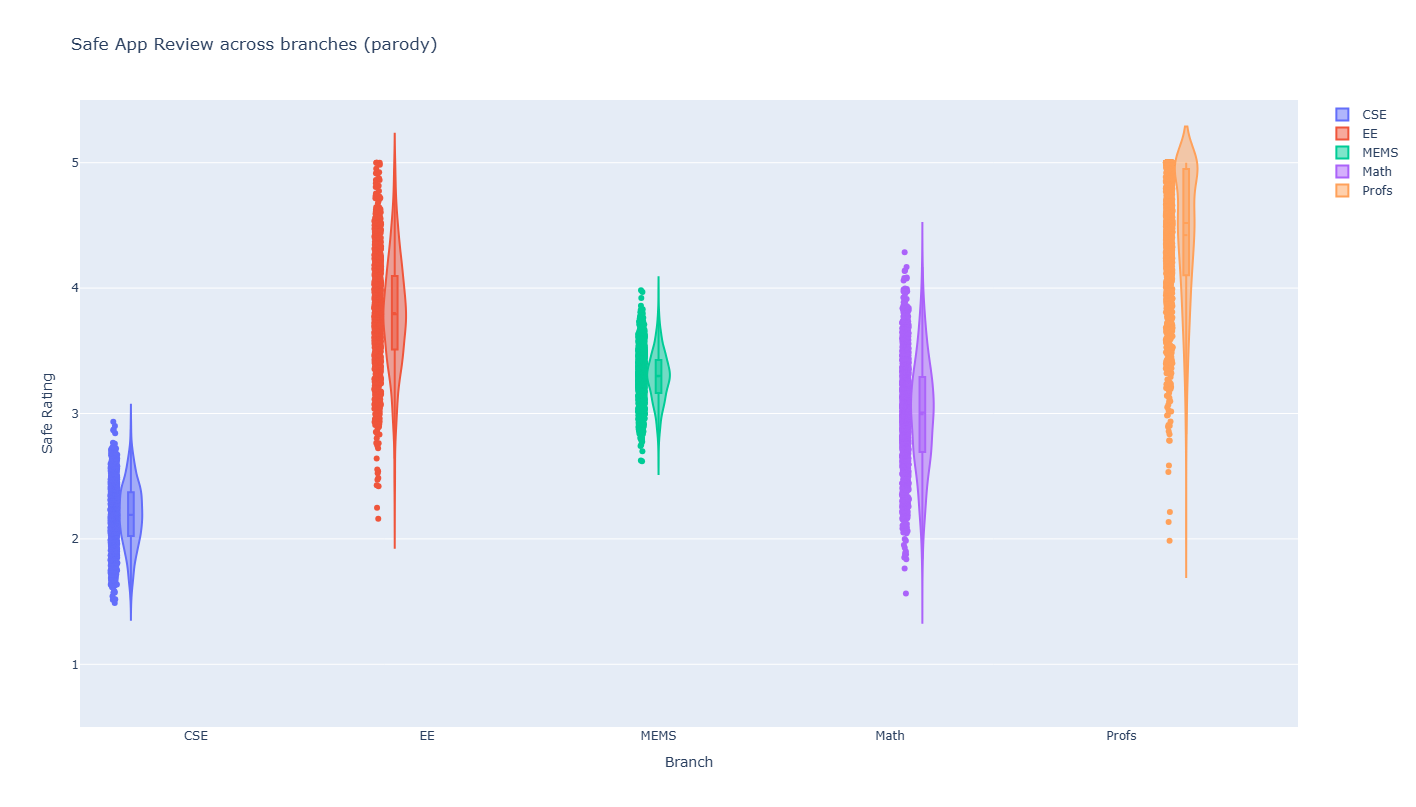 Safe App Review across branches (parody)
CSE
EE
MEMS
Math
Profs
5
4
3
2
1
Safe Rating
CSE
EE
MEMS
Math
Profs
Branch